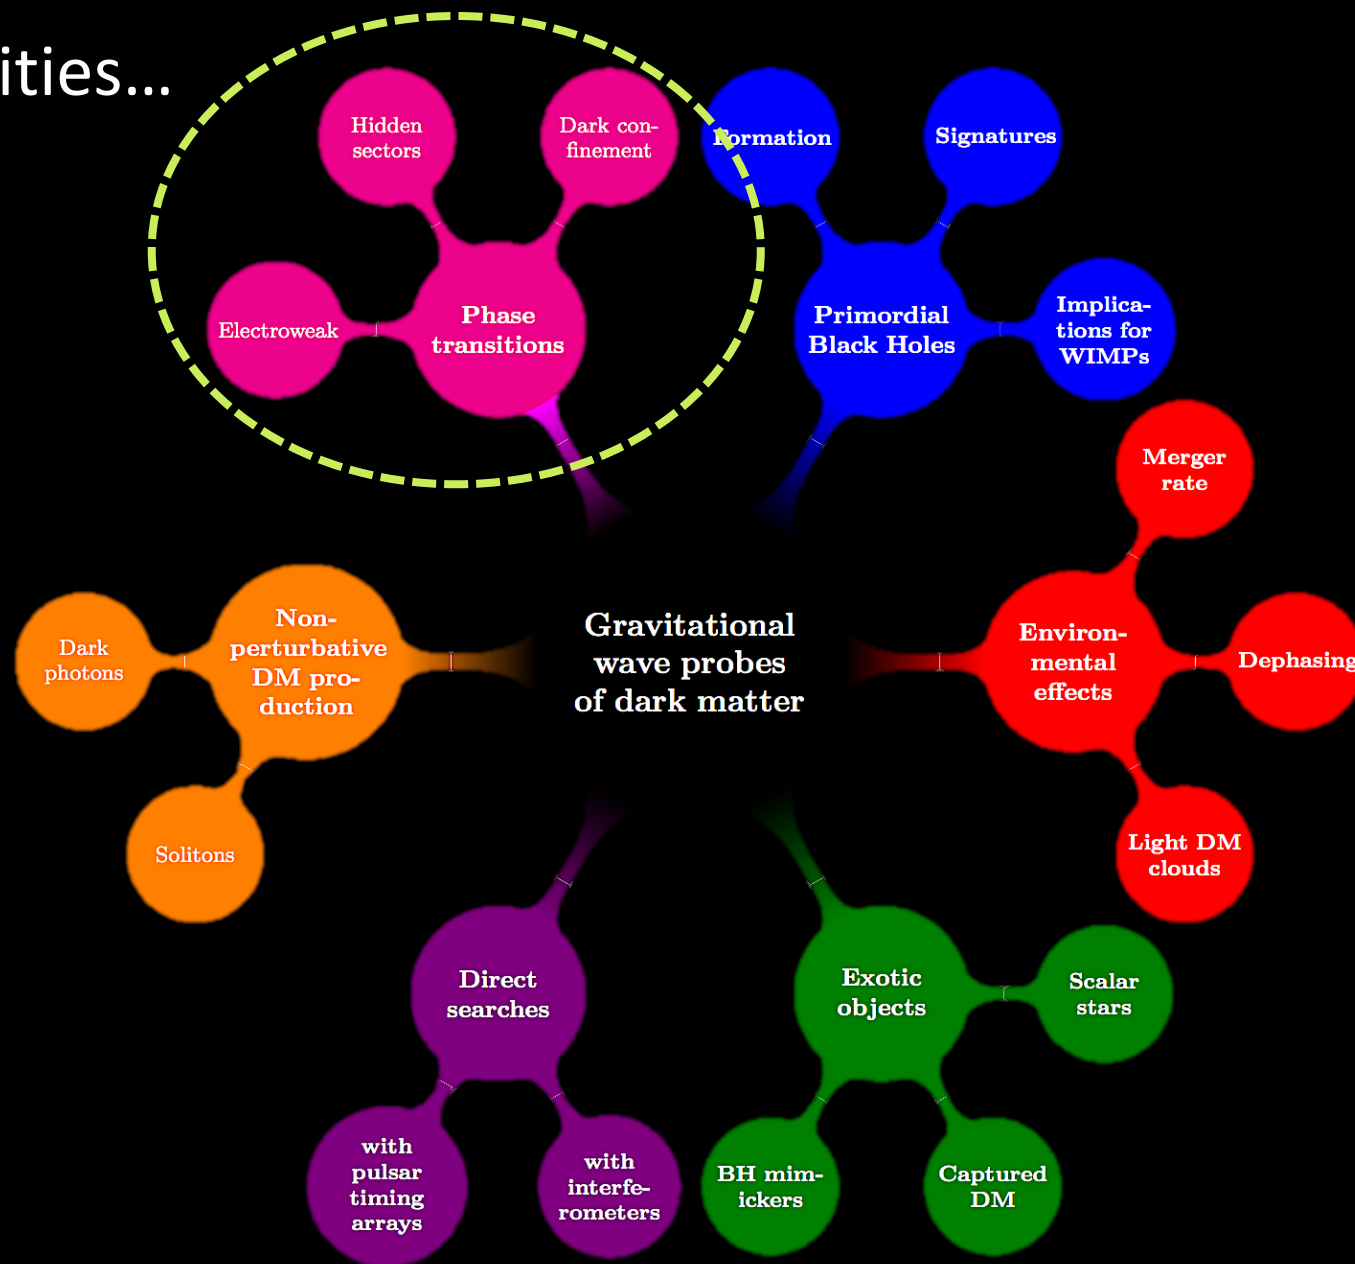 ities...
Hidden
sectors
Dark con-
finement
Electroweak
Phase
transitions
Formation
Signatures
Primordial
Black Holes
Implica-
tions for
WIMPs
Merger
rate
Environ-
mental
effects
Dephasing
Light DM
clouds
Gravitational
wave probes
of dark matter
Non-
perturbative
DM pro-
duction
Dark
photons
Solitons
Direct
searches
with
pulsar
timing
arrays
with
interfe-
rometers
Exotic
objects
Scalar
stars
BH mim-
ickers
Captured
DM